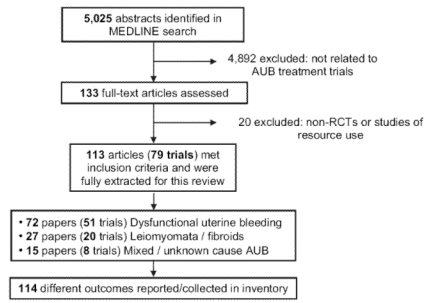 5,025 abstracts identified in
MEDLINE search
4,892 excluded: not related to
AUB treatment trials
133 full-text articles assessed
20 excluded: non-RCTs or studies of
resource use
113 articles (79 trials) met
inclusion criteria and were
fully extracted for this review
• 72 papers (51 trials) Dysfunctional uterine bleeding
• 27 papers (20 trials) Leiomyomata / fibroids
• 15 papers (8 trials) Mixed / unknown cause AUB
114 different outcomes reported/collected in inventory